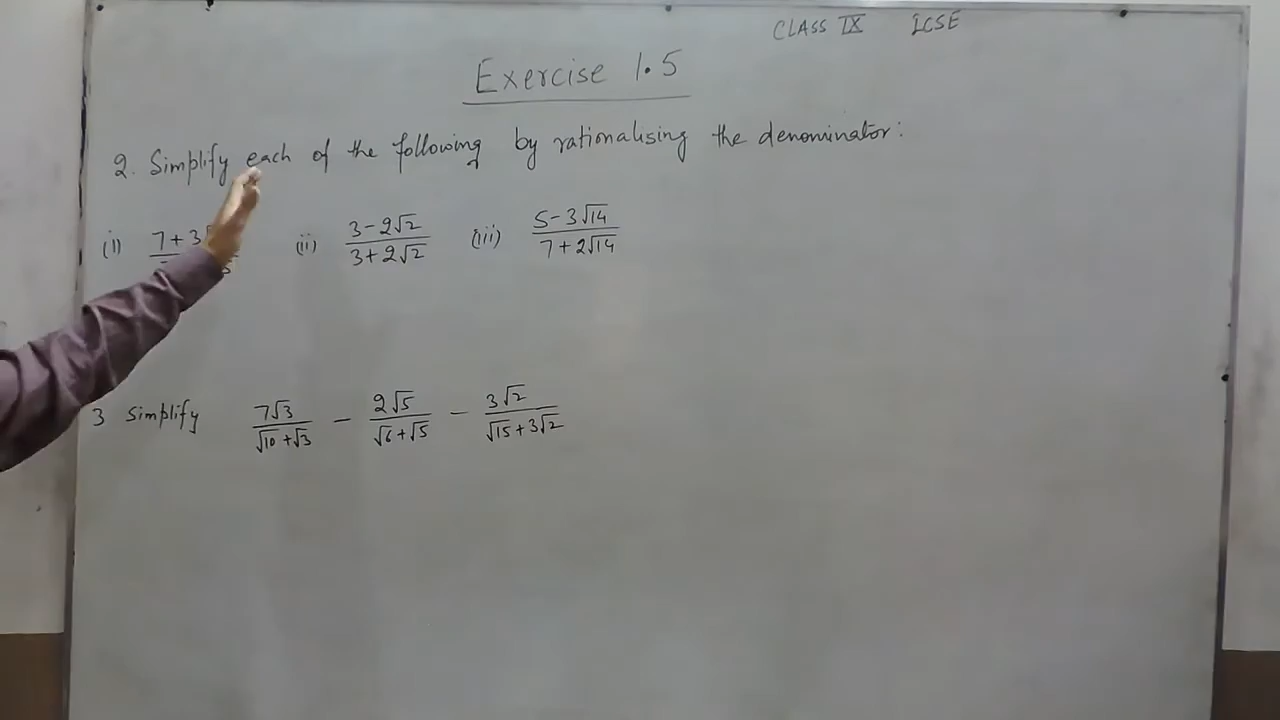 CLASS IX ICSE
Exercise 1.5
2. Simplify each of the following by rationalising the denominator:
(i) 7+3√ (ii) (3-2√2)/(3+2√2) (iii) (5-3√14)/(7+2√14)
3 Simplify 7√3/(√10+√3) - 2√5/(√6+√5) - 3√2/(√15+3√2)